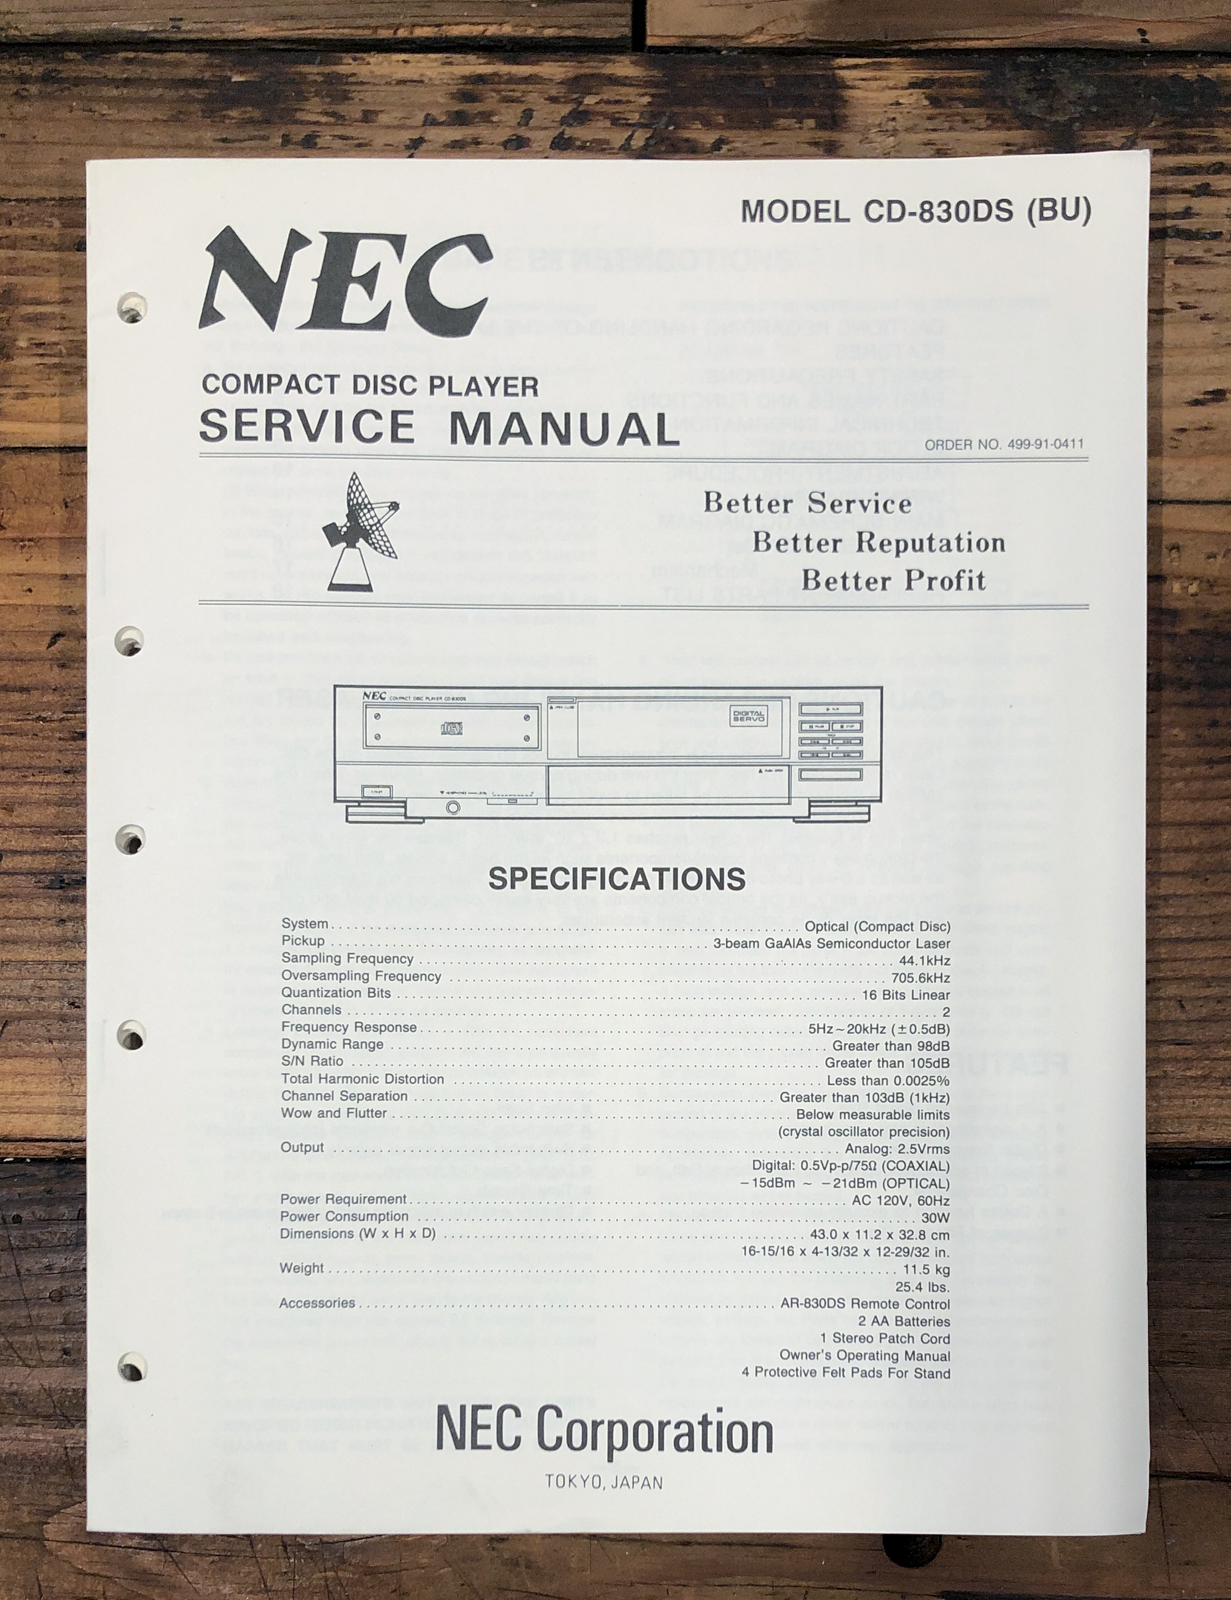 MODEL CD-830DS (BU)
NEC
COMPACT DISC PLAYER
SERVICE MANUAL
ORDER NO. 499-91-0411
Better Service
Better Reputation
Better Profit
NEC COMPACT DISC PLAYER CD-830DS
DIGITAL
SERVO
SPECIFICATIONS
System Optical (Compact Disc)
Pickup 3-beam GaAlAs Semiconductor Laser
Sampling Frequency 44.1kHz
Oversampling Frequency 705.6kHz
Quantization Bits 16 Bits Linear
Channels 2
Frequency Response 5Hz~20kHz (±0.5dB)
Dynamic Range Greater than 98dB
S/N Ratio Greater than 105dB
Total Harmonic Distortion Less than 0.0025%
Channel Separation Greater than 103dB (1kHz)
Wow and Flutter Below measurable limits
(crystal oscillator precision)
Output Analog: 2.5Vrms
Digital: 0.5Vp-p/75Ω (COAXIAL)
−15dBm ~ −21dBm (OPTICAL)
Power Requirement AC 120V, 60Hz
Power Consumption 30W
Dimensions (W x H x D) 43.0 x 11.2 x 32.8 cm
16-15/16 x 4-13/32 x 12-29/32 in.
Weight 11.5 kg
25.4 lbs.
Accessories AR-830DS Remote Control
2 AA Batteries
1 Stereo Patch Cord
Owner's Operating Manual
4 Protective Felt Pads For Stand
NEC Corporation
TOKYO, JAPAN